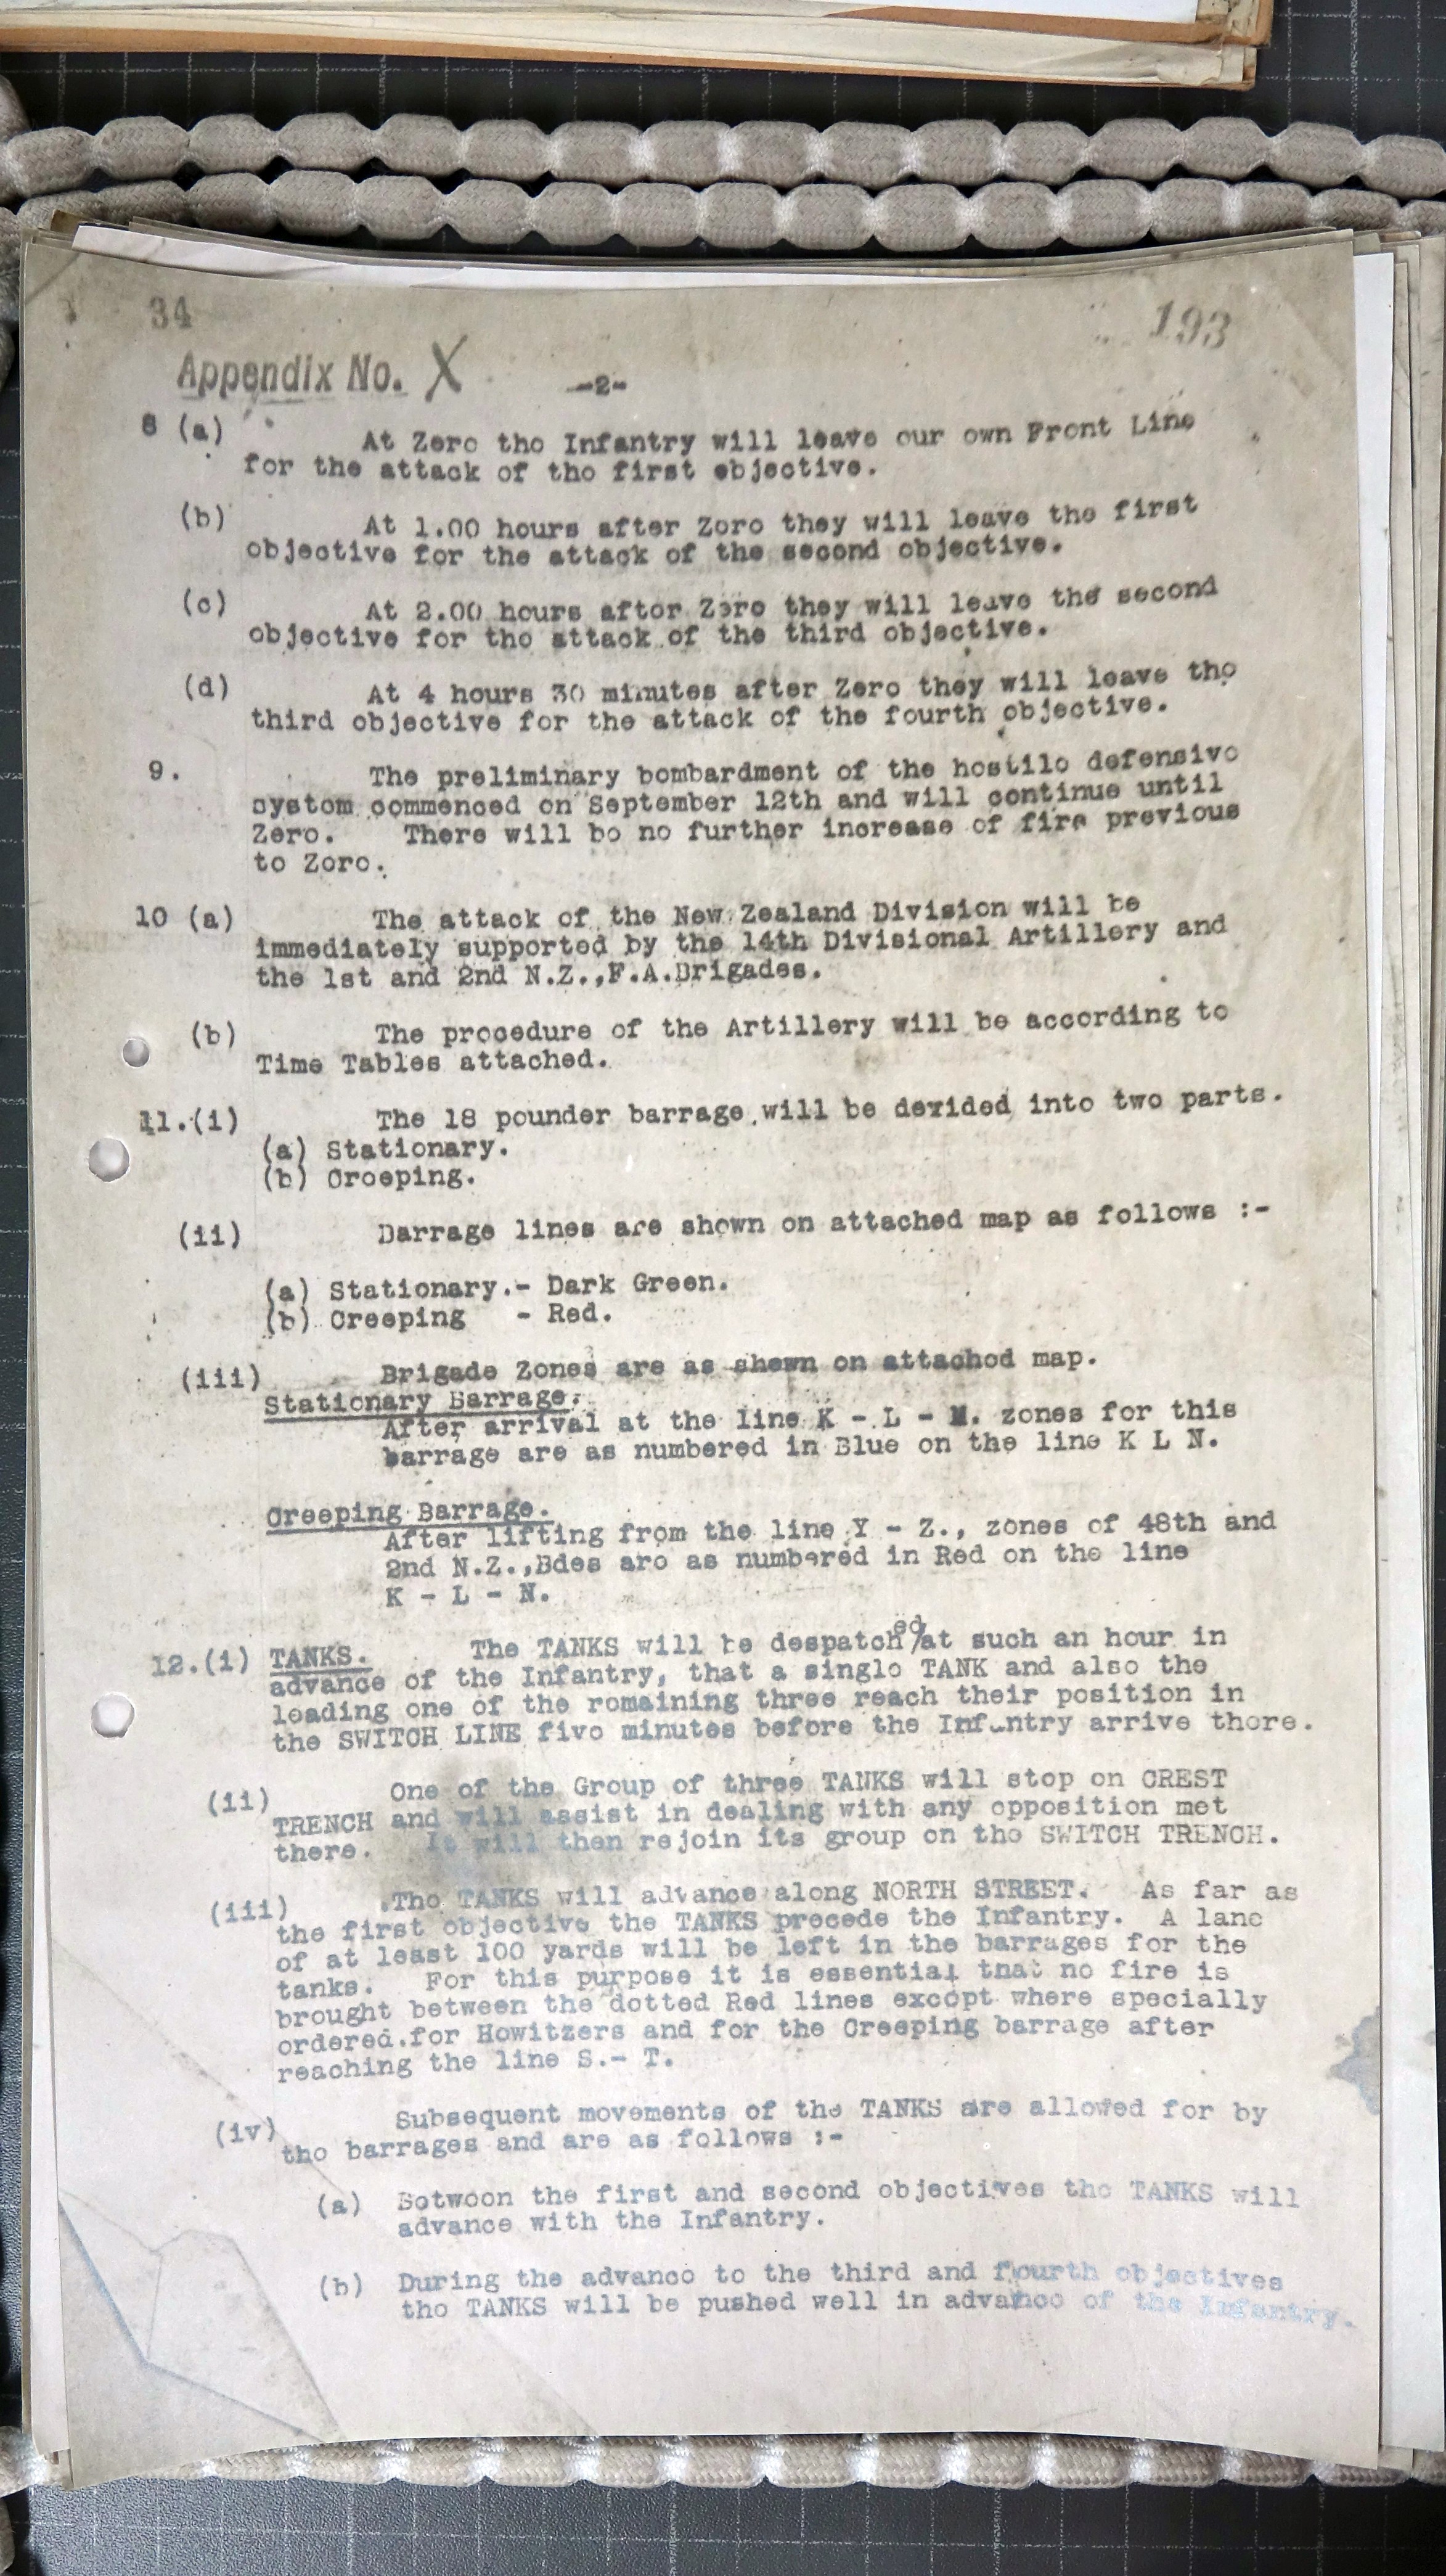 34
193
Appendix No. X
-2-
8 (a) At Zero the Infantry will leave our own Front Line
for the attack of the first objective.
(b) At 1.00 hours after Zero they will leave the first
objective for the attack of the second objective.
(c) At 2.00 hours after Zero they will leave the second
objective for the attack of the third objective.
(d) At 4 hours 30 minutes after Zero they will leave the
third objective for the attack of the fourth objective.
9. The preliminary bombardment of the hostile defensive
system commenced on September 12th and will continue until
Zero. There will be no further increase of fire previous
to Zero.
10 (a) The attack of the New Zealand Division will be
immediately supported by the 14th Divisional Artillery and
the 1st and 2nd N.Z.,F.A.Brigades.
(b) The procedure of the Artillery will be according to
Time Tables attached.
11.(i) The 18 pounder barrage will be devided into two parts.
(a) Stationary.
(b) Creeping.
(ii) Barrage lines are shown on attached map as follows :-
(a) Stationary.- Dark Green.
(b) Creeping - Red.
(iii) Brigade Zones are as shewn on attached map.
Stationary Barrage.
After arrival at the line K - L - N. zones for this
barrage are as numbered in Blue on the line K L N.
Creeping Barrage.
After lifting from the line Y - Z., zones of 48th and
2nd N.Z.,Bdes are as numbered in Red on the line
K - L - N.
12.(i) TANKS. The TANKS will be despatched/at such an hour in
advance of the Infantry, that a single TANK and also the
leading one of the remaining three reach their position in
the SWITCH LINE five minutes before the Infantry arrive there.
(ii) One of the Group of three TANKS will stop on CREST
TRENCH and will assist in dealing with any opposition met
there. It will then rejoin its group on the SWITCH TRENCH.
(iii) The TANKS will advance along NORTH STREET. As far as
the first objective the TANKS precede the Infantry. A lane
of at least 100 yards will be left in the barrages for the
tanks. For this purpose it is essential that no fire is
brought between the dotted Red lines except where specially
ordered.for Howitzers and for the Creeping barrage after
reaching the line S.- T.
(iv) Subsequent movements of the TANKS are allowed for by
the barrages and are as follows :-
(a) Between the first and second objectives the TANKS will
advance with the Infantry.
(b) During the advance to the third and fourth objectives
the TANKS will be pushed well in advance of the Infantry.